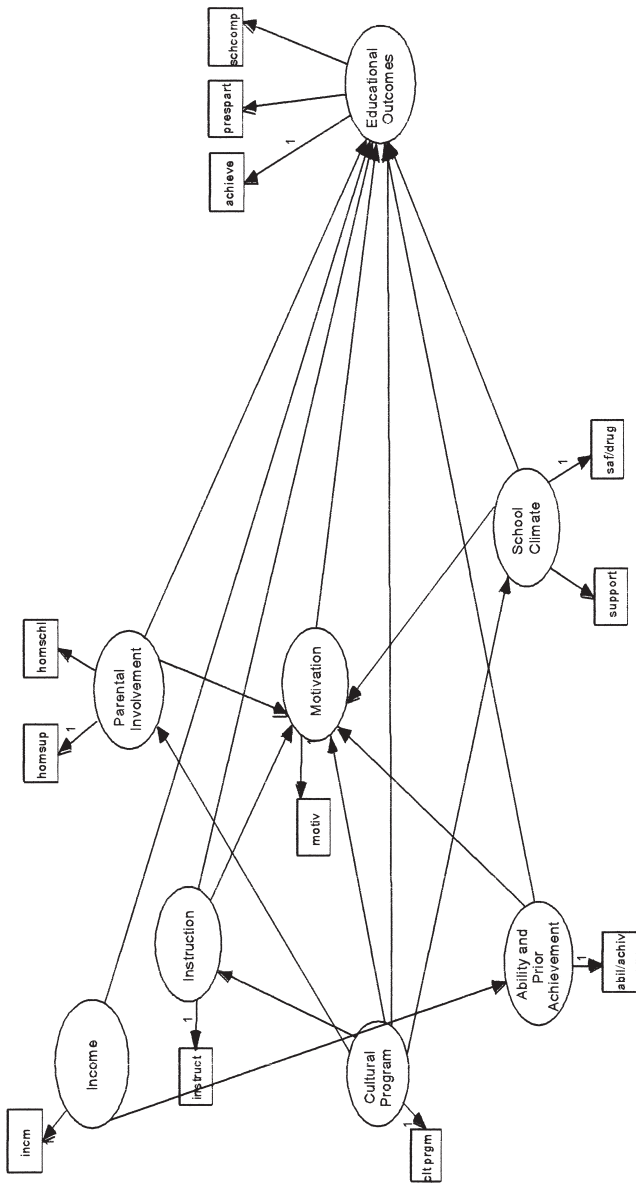 incm
1
Income
instruct
1
Instruction
clt prgm
1
Cultural
Program
abil/achiv
1
Ability and
Prior
Achievement
homsup
1
homschl
Parental
Involvement
motiv
Motivation
support
saf/drug
1
School
Climate
achieve
1
prespart
schcomp
Educational
Outcomes